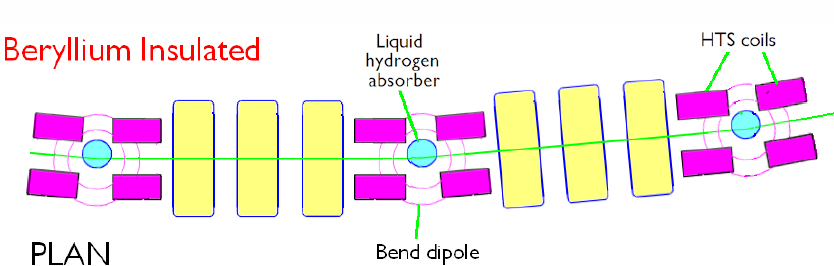 Beryllium Insulated
Liquid
hydrogen
absorber
HTS coils
PLAN
Bend dipole